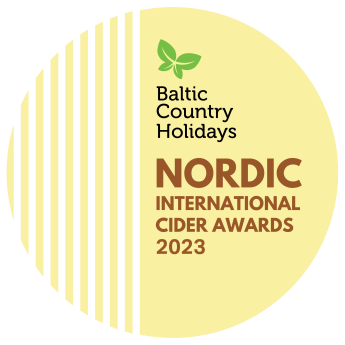 Baltic
Country
Holidays
NORDIC
INTERNATIONAL
CIDER AWARDS
2023